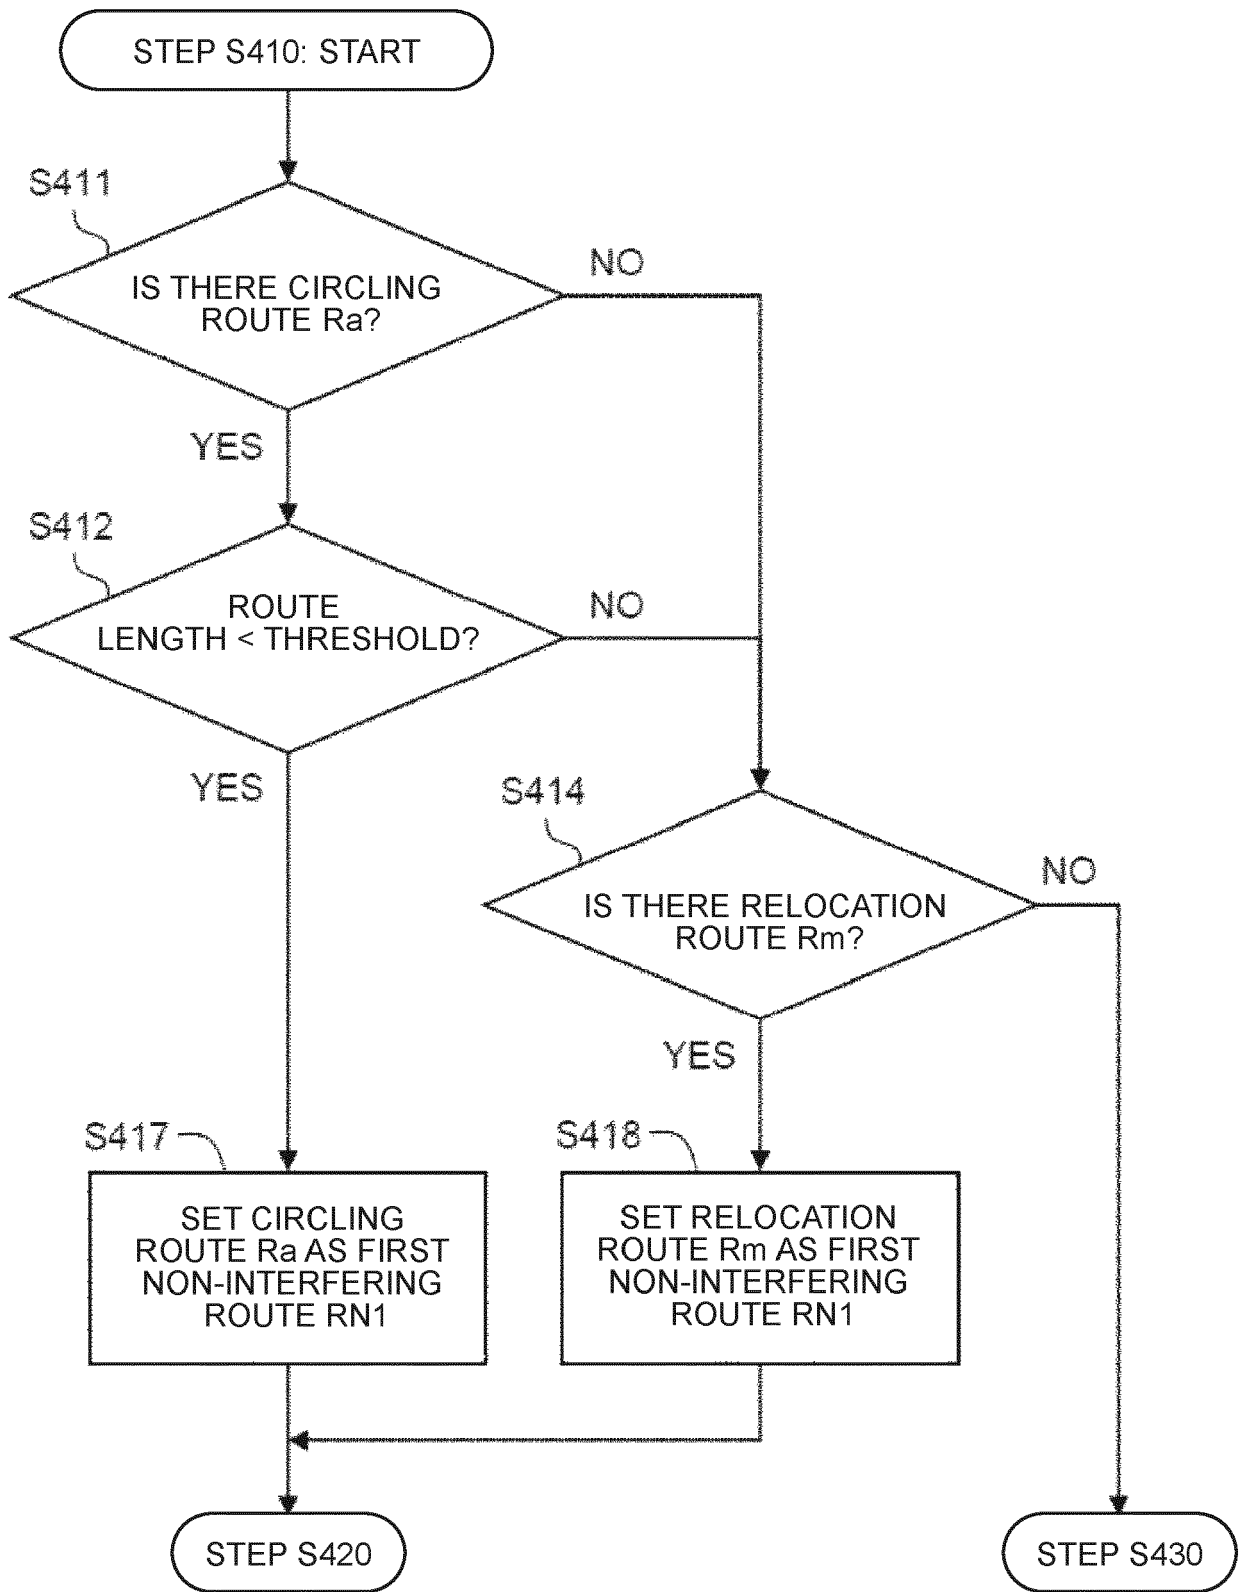 STEP S410: START
S411
IS THERE CIRCLING
ROUTE Ra?
NO
YES
S412
ROUTE
LENGTH < THRESHOLD?
NO
YES
S414
IS THERE RELOCATION
ROUTE Rm?
NO
YES
S417
SET CIRCLING
ROUTE Ra AS FIRST
NON-INTERFERING
ROUTE RN1
S418
SET RELOCATION
ROUTE Rm AS FIRST
NON-INTERFERING
ROUTE RN1
STEP S420
STEP S430